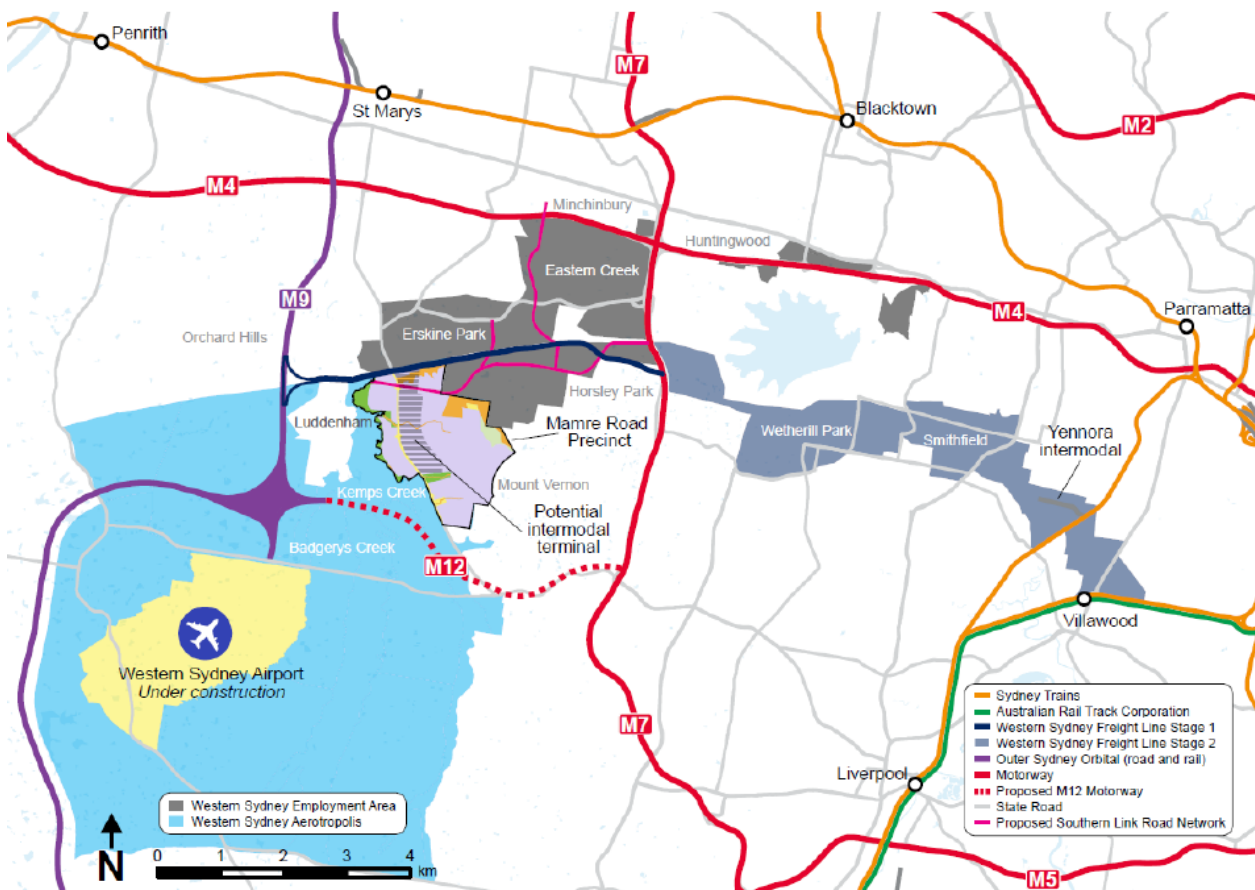 Penrith
St Marys
M7
Blacktown
M2
M4
Minchinbury
Huntingwood
Eastern Creek
M9
M4
Parramatta
Orchard Hills
Erskine Park
Horsley Park
Luddenham
Mamre Road
Precinct
Wetherill Park
Smithfield
Yennora
intermodal
Kemps Creek
Mount Vernon
Potential
intermodal
terminal
Badgerys Creek
M12
Villawood
Western Sydney Airport
Under construction
M7
Liverpool
M5
Sydney Trains
Australian Rail Track Corporation
Western Sydney Freight Line Stage 1
Western Sydney Freight Line Stage 2
Outer Sydney Orbital (road and rail)
Motorway
Proposed M12 Motorway
State Road
Proposed Southern Link Road Network
Western Sydney Employment Area
Western Sydney Aerotropolis
N
0 1 2 3 4
km